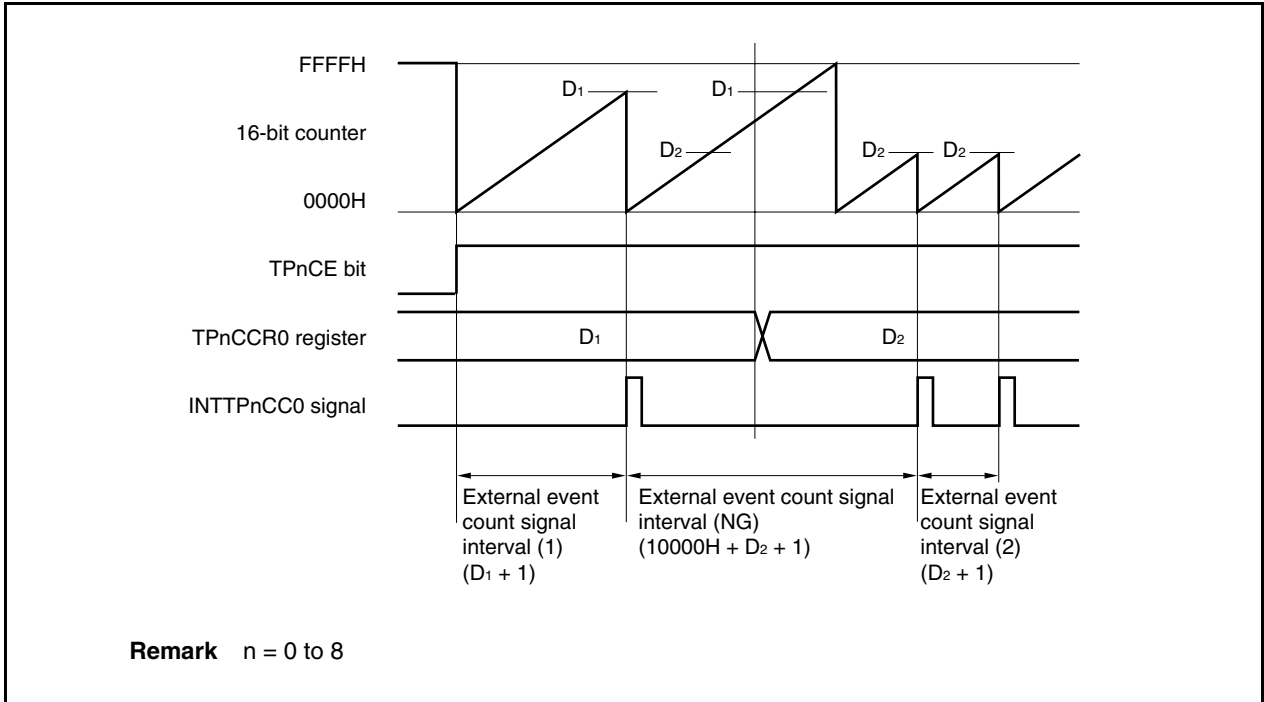 FFFFH
D1
D1
16-bit counter
D2
D2
D2
0000H
TPnCE bit
TPnCCR0 register
D1
D2
INTTPnCC0 signal
External event
count signal
interval (1)
(D1 + 1)
External event count signal
interval (NG)
(10000H + D2 + 1)
External event
count signal
interval (2)
(D2 + 1)
Remark n = 0 to 8